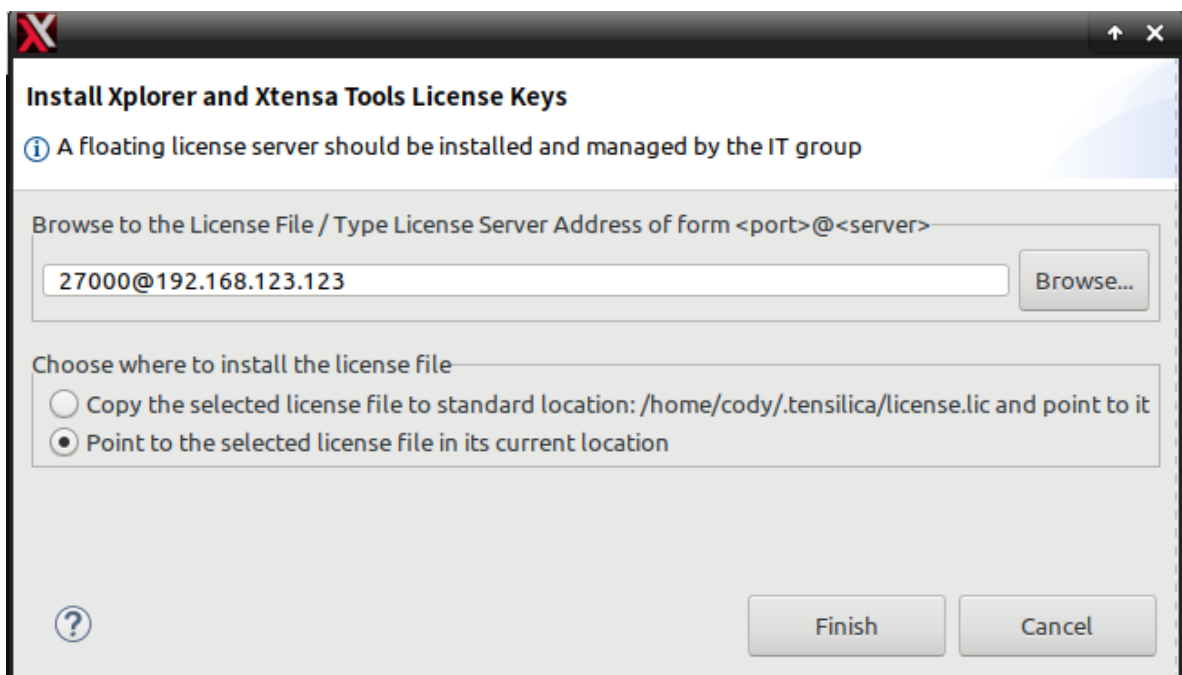 Install Xplorer and Xtensa Tools License Keys
A floating license server should be installed and managed by the IT group
Browse to the License File / Type License Server Address of form <port>@<server>
27000@192.168.123.123
Browse...
Choose where to install the license file
Copy the selected license file to standard location: /home/cody/.tensilica/license.lic and point to it
Point to the selected license file in its current location
Finish
Cancel